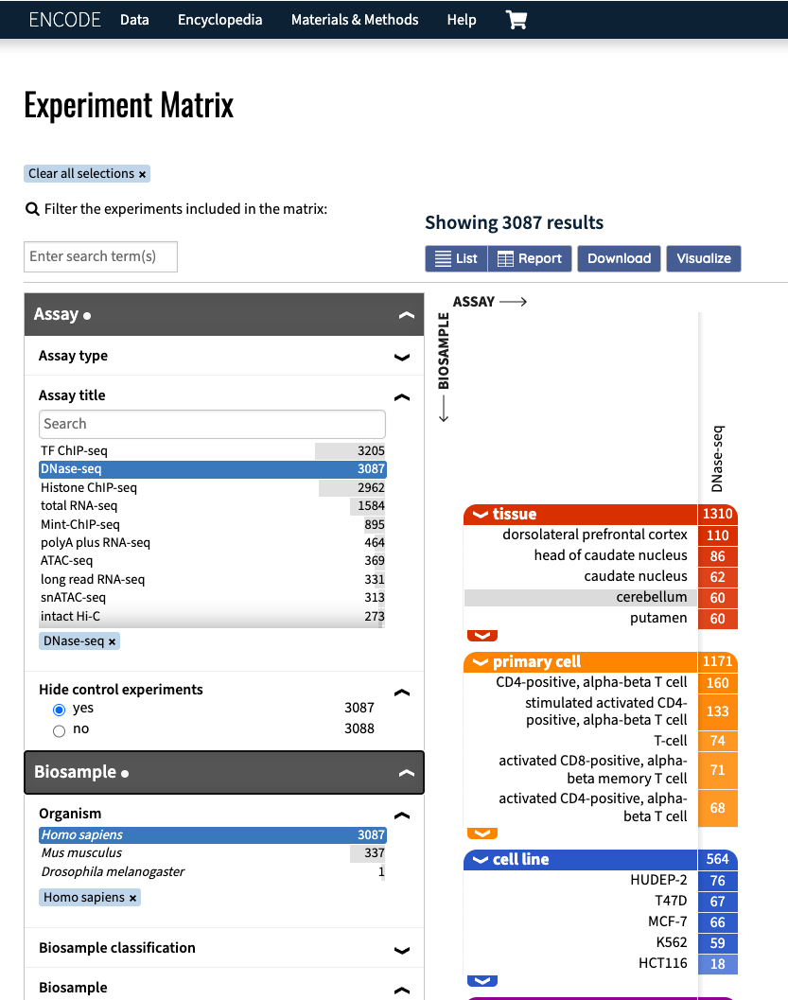 ENCODE Data Encyclopedia Materials & Methods Help
Experiment Matrix
Clear all selections ×
Filter the experiments included in the matrix:
Enter search term(s)
Showing 3087 results
List Report Download Visualize
Assay
Assay type
Assay title
Search
TF ChIP-seq 3205
DNase-seq 3087
Histone ChIP-seq 2962
total RNA-seq 1584
Mint-ChIP-seq 895
polyA plus RNA-seq 464
ATAC-seq 369
long read RNA-seq 331
snATAC-seq 313
intact Hi-C 273
DNase-seq ×
Hide control experiments
yes 3087
no 3088
Biosample
Organism
Homo sapiens 3087
Mus musculus 337
Drosophila melanogaster 1
Homo sapiens ×
Biosample classification
Biosample
ASSAY
BIOSAMPLE
DNase-seq
tissue 1310
dorsolateral prefrontal cortex 110
head of caudate nucleus 86
caudate nucleus 62
cerebellum 60
putamen 60
primary cell 1171
CD4-positive, alpha-beta T cell 160
stimulated activated CD4-
positive, alpha-beta T cell 133
T-cell 74
activated CD8-positive, alpha-
beta memory T cell 71
activated CD4-positive, alpha-
beta T cell 68
cell line 564
HUDEP-2 76
T47D 67
MCF-7 66
K562 59
HCT116 18